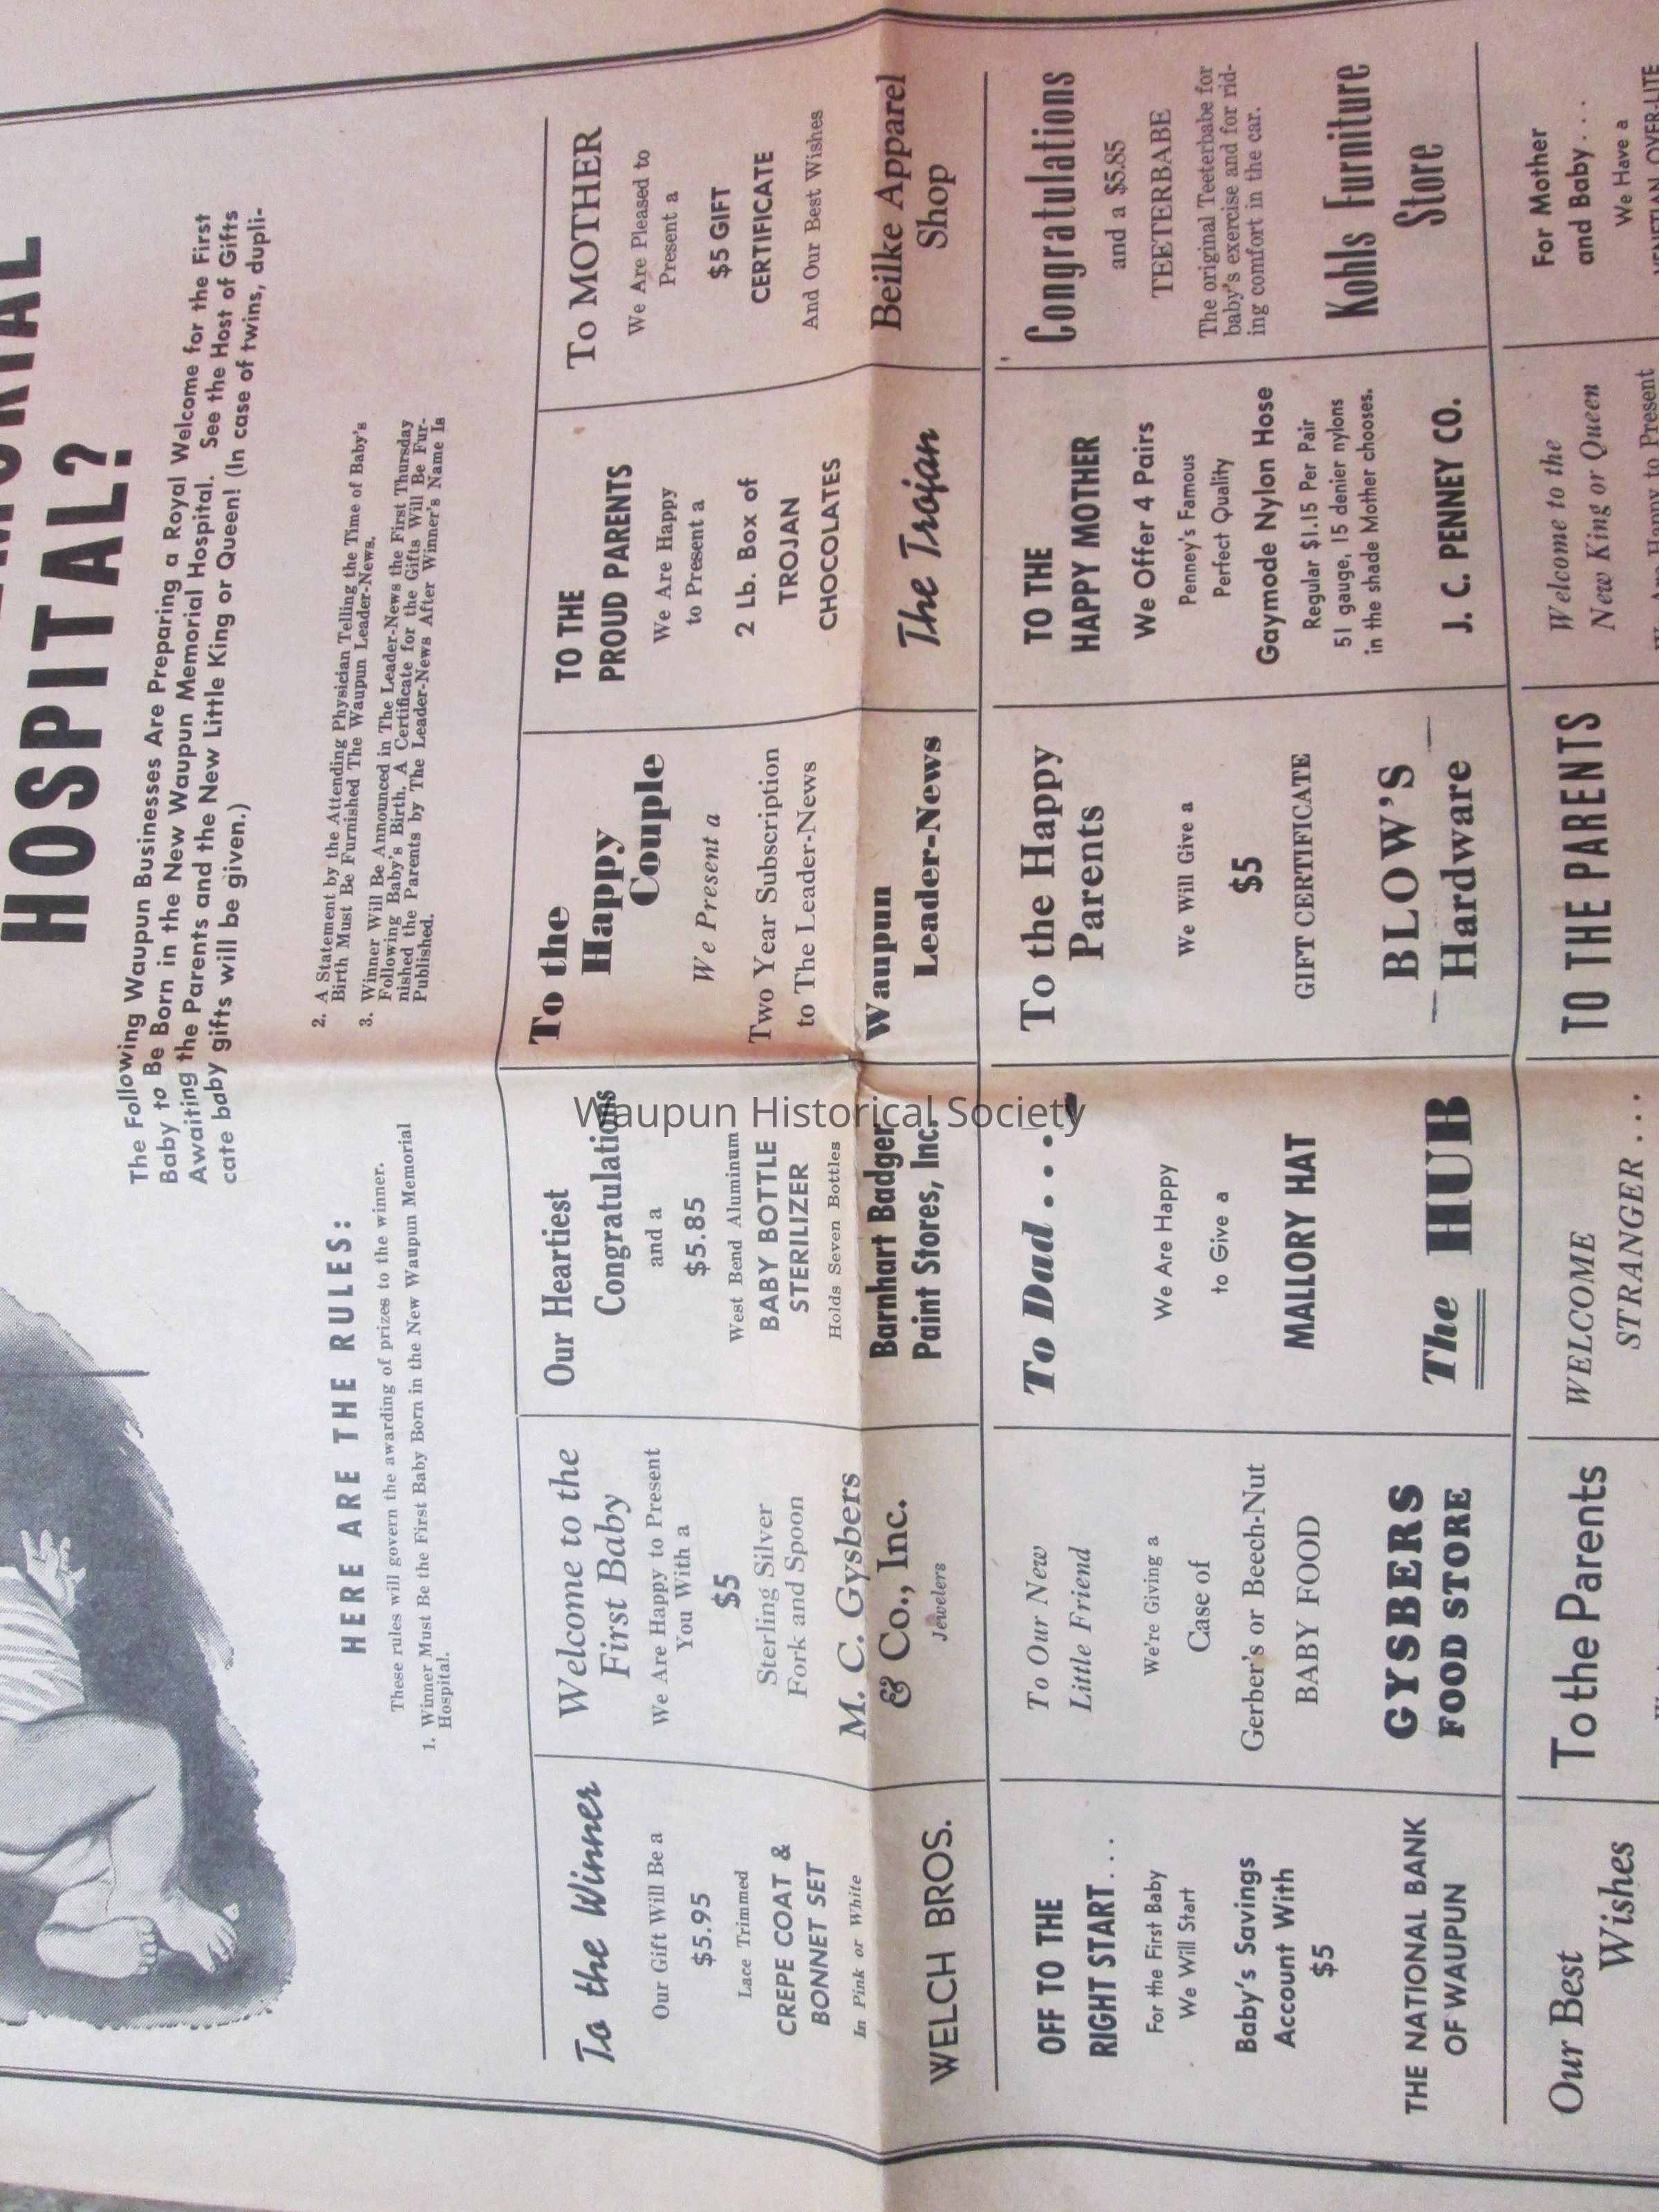 HOSPITAL?
The Following Waupun Businesses Are Preparing a Royal Welcome for the First
Baby to Be Born in the New Waupun Memorial Hospital. See the Host of Gifts
Awaiting the Parents and the New Little King or Queen! (In case of twins, dupli-
cate baby gifts will be given.)
HERE ARE THE RULES:
These rules will govern the awarding of prizes to the winner.
1. Winner Must Be the First Baby Born in the New Waupun Memorial
Hospital.
2. A Statement by the Attending Physician Telling the Time of Baby's
Birth Must Be Furnished The Waupun Leader-News.
3. Winner Will Be Announced in The Leader-News the First Thursday
Following Baby's Birth. A Certificate for the Gifts Will Be Fur-
nished the Parents by The Leader-News After Winner's Name Is
Published.
To the Winner
Our Gift Will Be a
$5.95
Lace Trimmed
CREPE COAT &
BONNET SET
In Pink or White
WELCH BROS.
Welcome to the
First Baby
We Are Happy to Present
You With a
$5
Sterling Silver
Fork and Spoon
M. C. Gysbers
& Co., Inc.
Jewelers
Our Heartiest
Congratulations
and a
$5.85
West Bend Aluminum
BABY BOTTLE
STERILIZER
Holds Seven Bottles
Barnhart Badger
Paint Stores, Inc.
To the
Happy
Couple
We Present a
Two Year Subscription
to The Leader-News
Waupun
Leader-News
TO THE
PROUD PARENTS
We Are Happy
to Present a
2 Lb. Box of
TROJAN
CHOCOLATES
The Trojan
To MOTHER
We Are Pleased to
Present a
$5 GIFT
CERTIFICATE
And Our Best Wishes
Beilke Apparel
Shop
OFF TO THE
RIGHT START...
For the First Baby
We Will Start
Baby's Savings
Account With
$5
THE NATIONAL BANK
OF WAUPUN
To Our New
Little Friend
We're Giving a
Case of
Gerber's or Beech-Nut
BABY FOOD
GYSBERS
FOOD STORE
To Dad....
We Are Happy
to Give a
MALLORY HAT
The HUB
To the Happy
Parents
We Will Give a
$5
GIFT CERTIFICATE
BLOW'S
Hardware
TO THE
HAPPY MOTHER
We Offer 4 Pairs
Penney's Famous
Perfect Quality
Gaymode Nylon Hose
Regular $1.15 Per Pair
51 gauge, 15 denier nylons
in the shade Mother chooses.
J. C. PENNEY CO.
Congratulations
and a $5.85
TEETERBABE
The original Teeterbabe for
baby's exercise and for rid-
ing comfort in the car.
Kohls Furniture
Store
Our Best
Wishes
To the Parents
WELCOME
STRANGER...
TO THE PARENTS
Welcome to the
New King or Queen
We Are Happy to Present
For Mother
and Baby...
We Have a
VENETIAN OVER-LITE
Waupun Historical Society